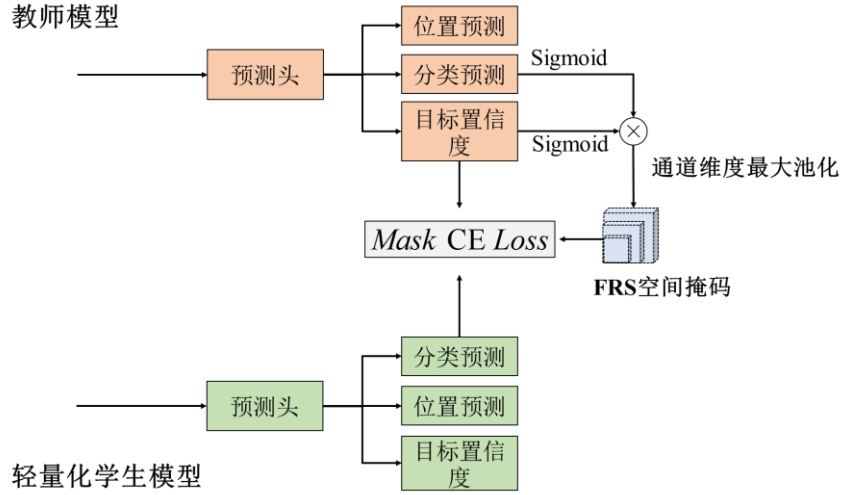 教师模型
位置预测
预测头
分类预测
Sigmoid
目标置信
度
Sigmoid
通道维度最大池化
Mask CE Loss
FRS空间掩码
分类预测
预测头
位置预测
目标置信
度
轻量化学生模型